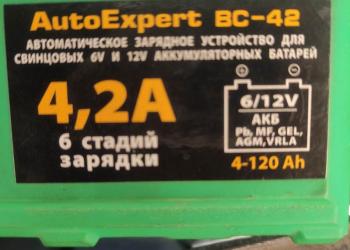 AutoExpert BC-42
АВТОМАТИЧЕСКОЕ ЗАРЯДНОЕ УСТРОЙСТВО ДЛЯ
СВИНЦОВЫХ 6V И 12V АККУМУЛЯТОРНЫХ БАТАРЕЙ
4,2А
6 стадий
зарядки
6/12V
АКБ
Pb, MF, GEL,
AGM,VRLA
4-120 Ah